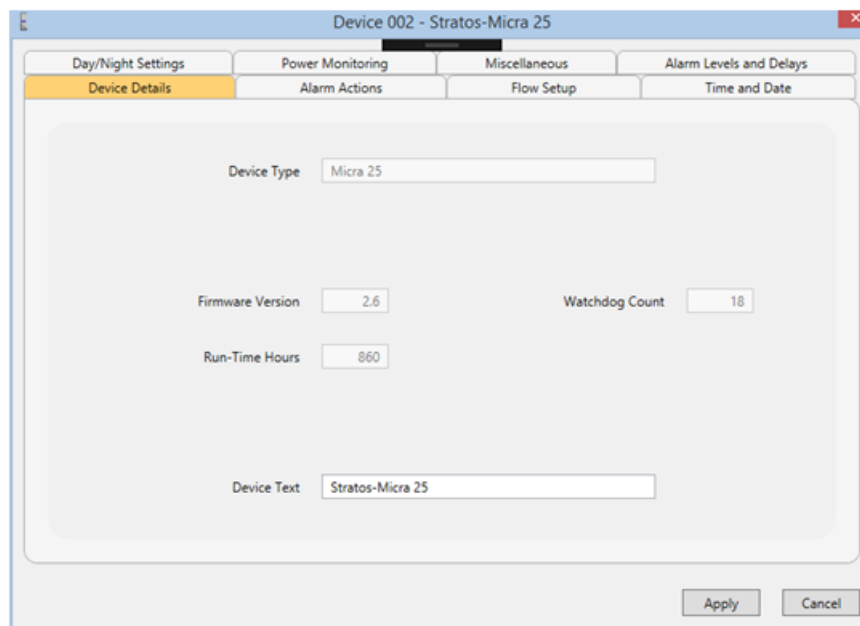 Device 002 - Stratos-Micra 25
Day/Night Settings Power Monitoring Miscellaneous Alarm Levels and Delays
Device Details Alarm Actions Flow Setup Time and Date
Device Type Micra 25
Firmware Version 2.6 Watchdog Count 18
Run-Time Hours 860
Device Text Stratos-Micra 25
Apply Cancel